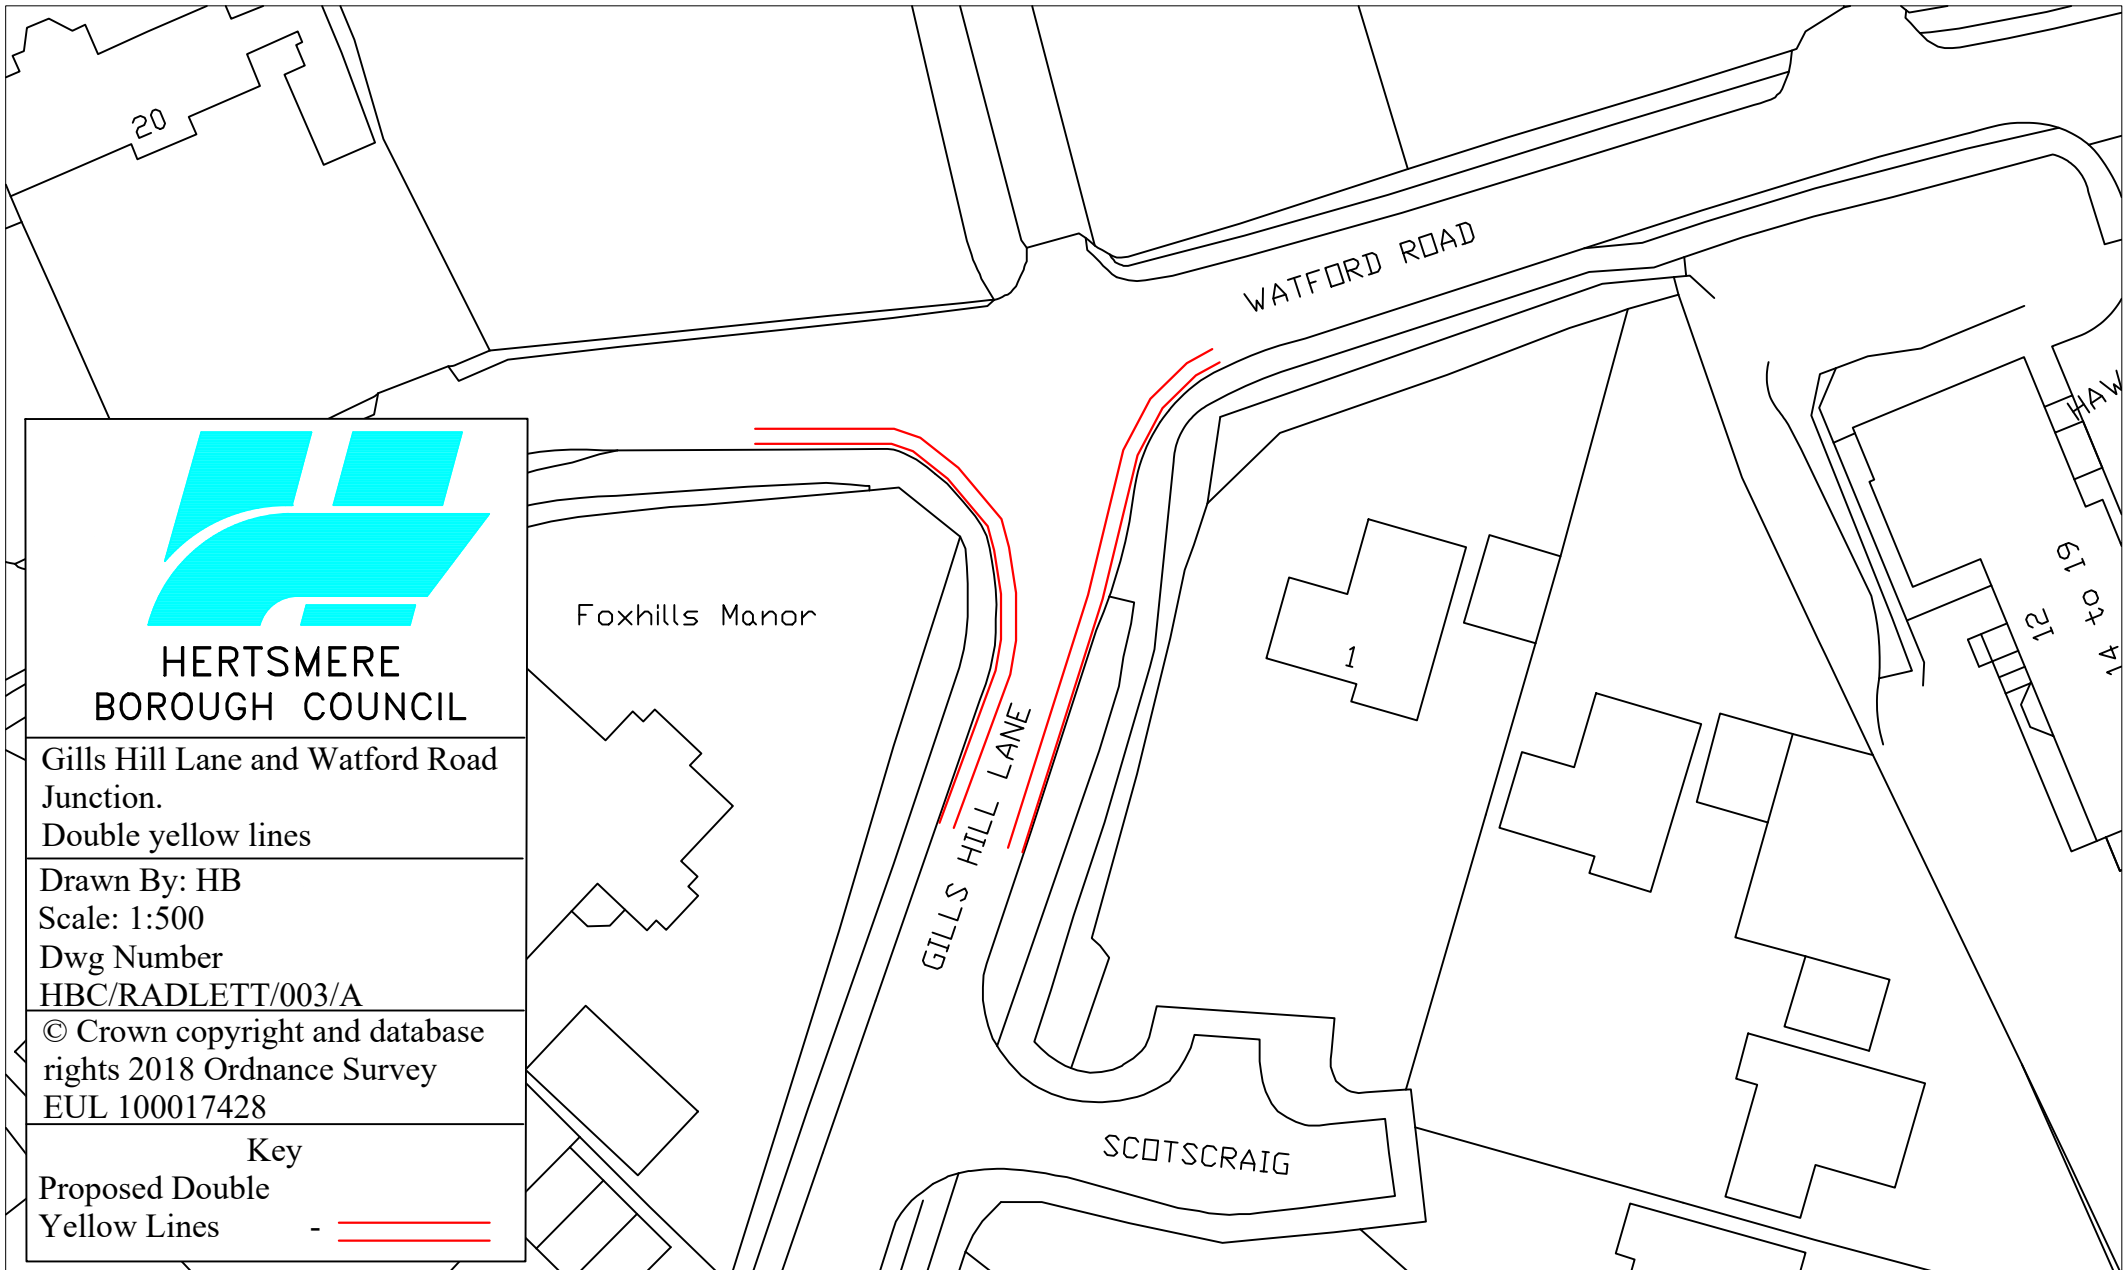 20
WATFORD ROAD
HAW
Foxhills Manor
1
14 to 19
12
GILLS HILL LANE
SCOTSCRAIG
HERTSMERE
BOROUGH COUNCIL
Gills Hill Lane and Watford Road
Junction.
Double yellow lines
Drawn By: HB
Scale: 1:500
Dwg Number
HBC/RADLETT/003/A
© Crown copyright and database
rights 2018 Ordnance Survey
EUL 100017428
Key
Proposed Double
Yellow Lines -